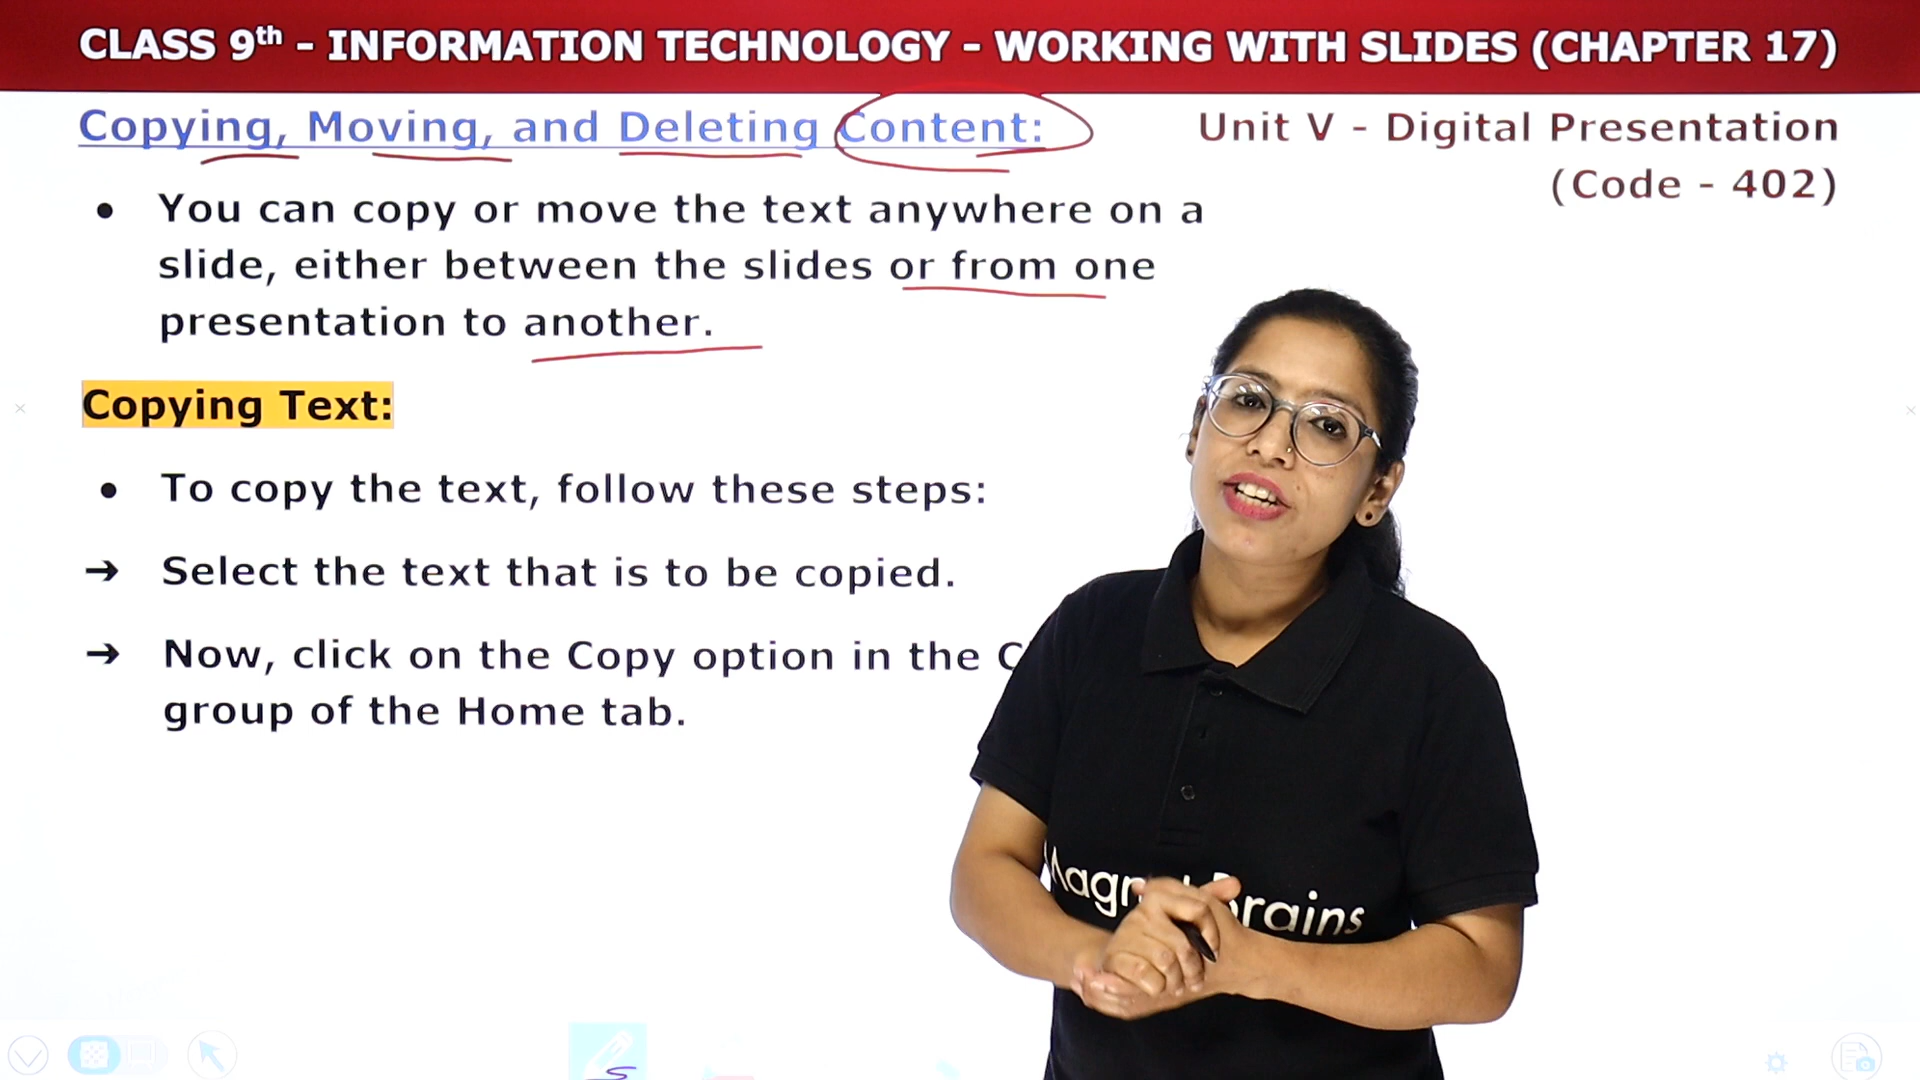 CLASS 9th - INFORMATION TECHNOLOGY - WORKING WITH SLIDES (CHAPTER 17)
Copying, Moving, and Deleting Content:
Unit V - Digital Presentation
(Code - 402)
• You can copy or move the text anywhere on a
slide, either between the slides or from one
presentation to another.
Copying Text:
• To copy the text, follow these steps:
➔ Select the text that is to be copied.
➔ Now, click on the Copy option in the
group of the Home tab.
Brains